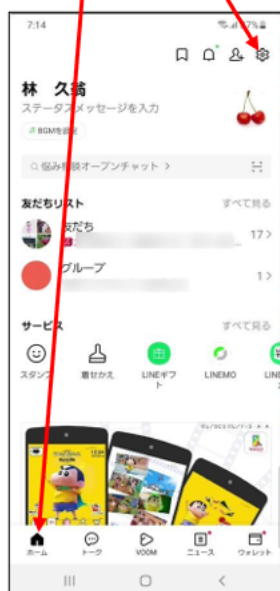 7:14
林 久翁
ステータスメッセージを入力
BGMを設定
悩み相談オープンチャット >
友だちリスト すべて見る
友だち 17 >
グループ 1 >
サービス すべて見る
スタンプ 着せかえ LINEギフト LINEMO
ホーム トーク VOOM ニュース ウォレット